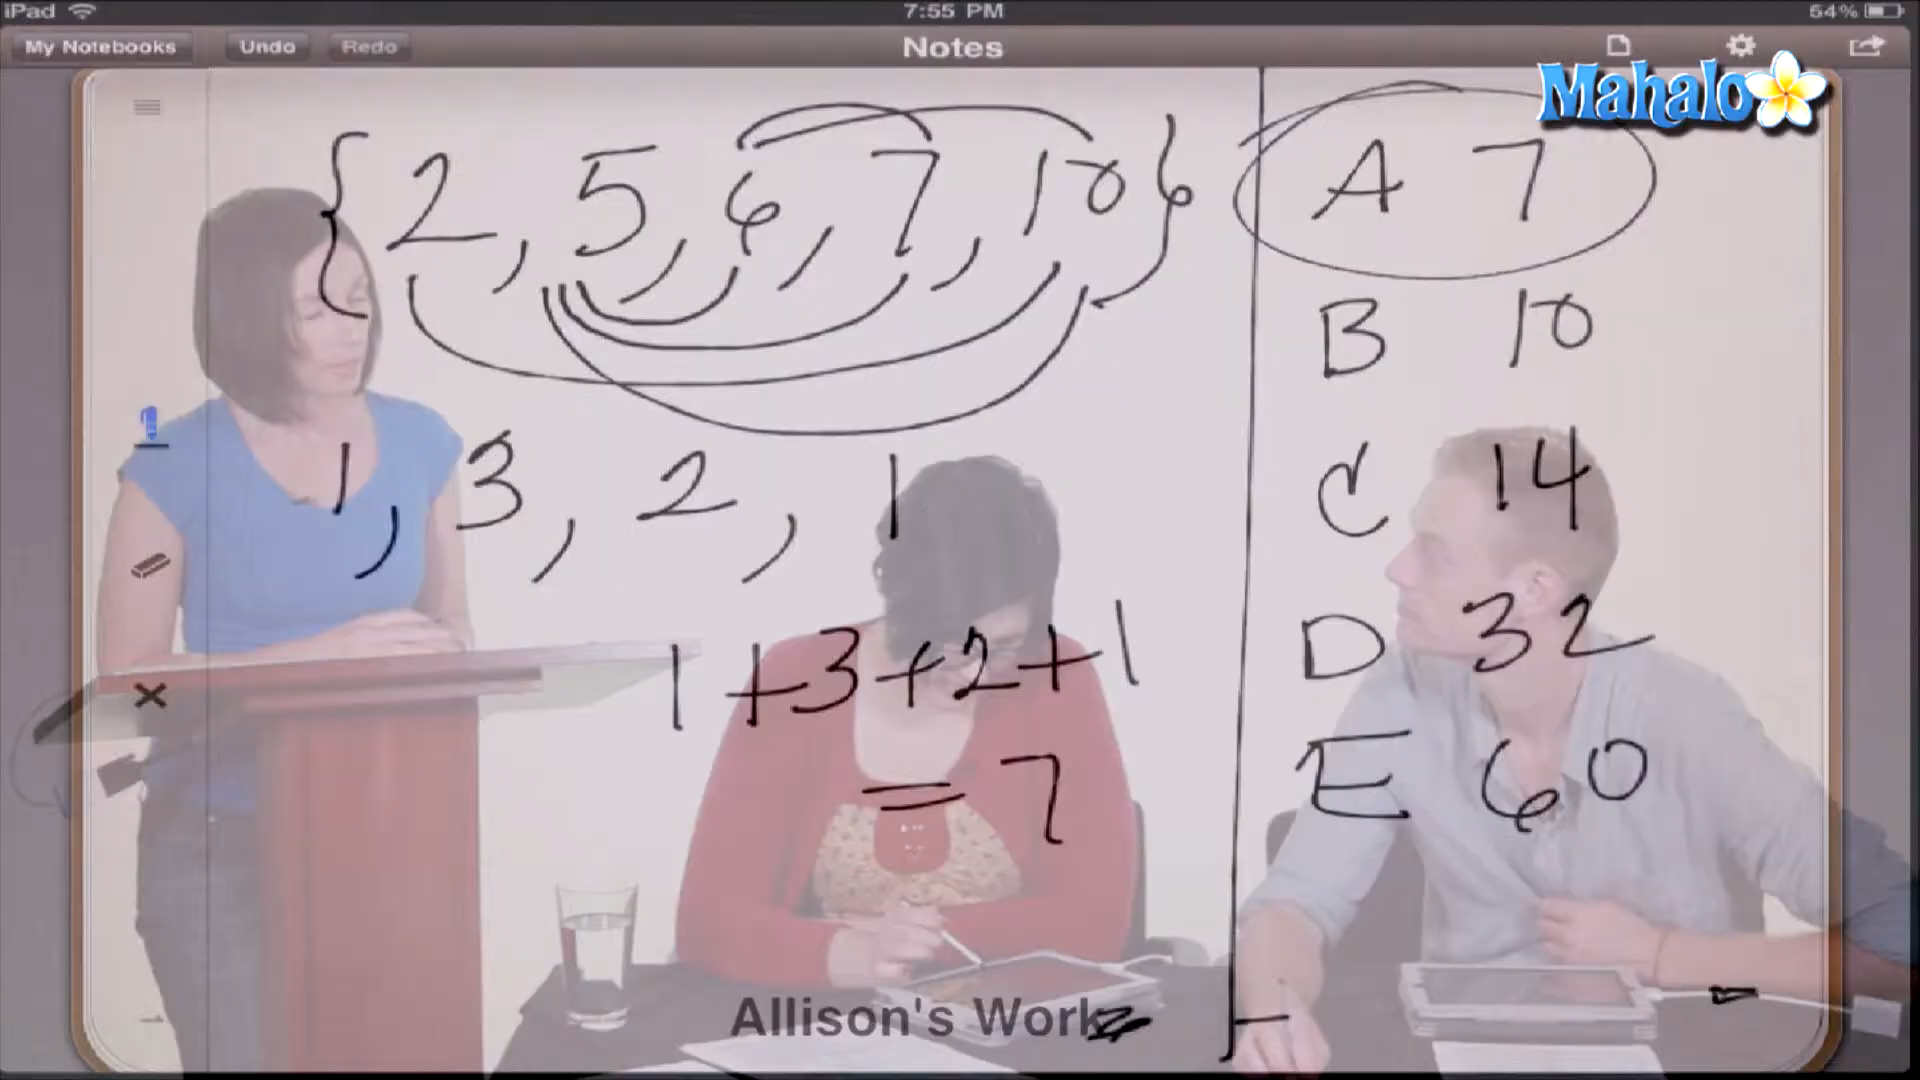 iPad 7:55 PM 54%
My Notebooks Undo Redo Notes
Mahalo
{2, 5, 6, 7, 10} 6
A 7
B 10
C 14
D 32
E 60
1, 3, 2, 1
1+3+2+1
= 7
Allison's Work